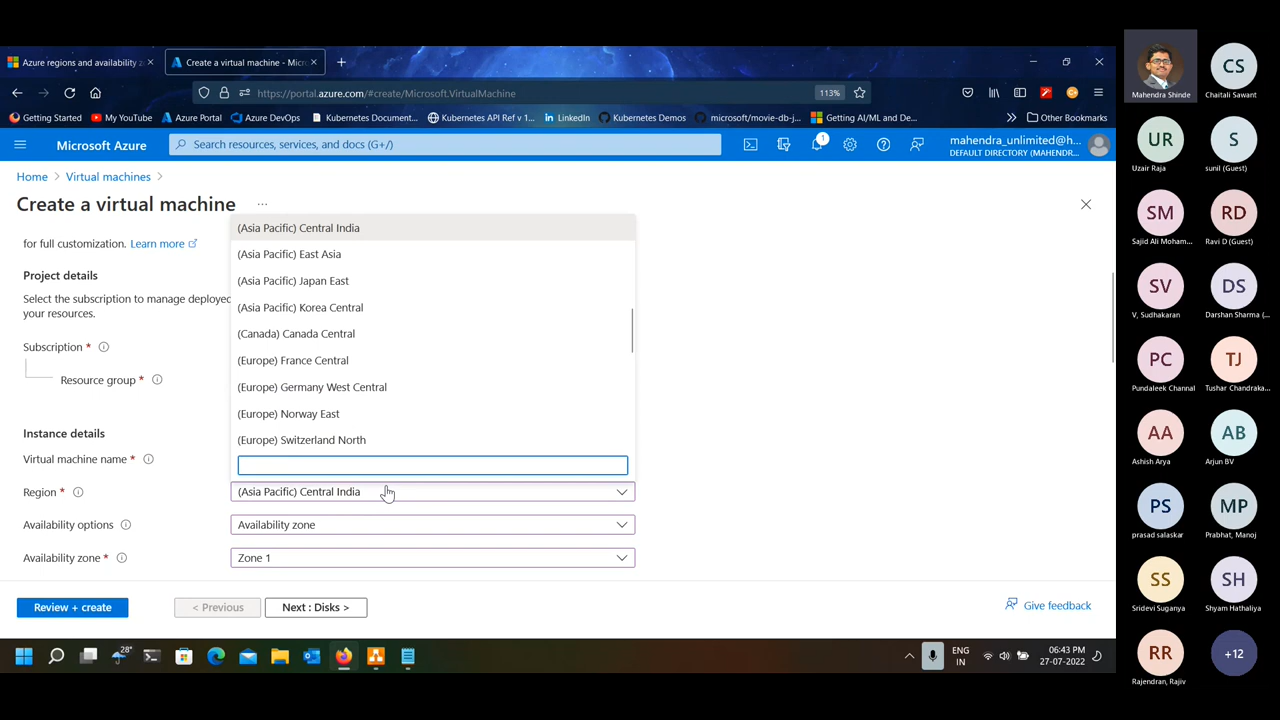 Azure regions and availability z
Create a virtual machine - Micr
https://portal.azure.com/#create/Microsoft.VirtualMachine
113%
Getting Started
My YouTube
Azure Portal
Azure DevOps
Kubernetes Documen...
Kubernetes API Ref v 1...
LinkedIn
Kubernetes Demos
microsoft/movie-db-j...
Getting AI/ML and De...
Other Bookmarks
Microsoft Azure
Search resources, services, and docs (G+/)
1
mahendra_unlimited@h...
DEFAULT DIRECTORY (MAHENDR...
Home > Virtual machines >
Create a virtual machine ...
for full customization. Learn more
Project details
Select the subscription to manage deployed
your resources.
Subscription *
Resource group *
Instance details
Virtual machine name *
(Asia Pacific) Central India
(Asia Pacific) East Asia
(Asia Pacific) Japan East
(Asia Pacific) Korea Central
(Canada) Canada Central
(Europe) France Central
(Europe) Germany West Central
(Europe) Norway East
(Europe) Switzerland North
Region *
(Asia Pacific) Central India
Availability options
Availability zone
Availability zone *
Zone 1
Review + create
< Previous
Next : Disks >
Give feedback
28°
ENG
IN
06:43 PM
27-07-2022
Mahendra Shinde
CS
Chaitali Sawant
UR
Uzair Raja
S
sunil (Guest)
SM
Sajid Ali Moham...
RD
Ravi D (Guest)
SV
V, Sudhakaran
DS
Darshan Sharma (...
PC
Pundaleek Channal
TJ
Tushar Chandraka...
AA
Ashish Arya
AB
Arjun BV
PS
prasad salaskar
MP
Prabhat, Manoj
SS
Sridevi Suganya
SH
Shyam Hathaliya
RR
Rajendran, Rajiv
+12